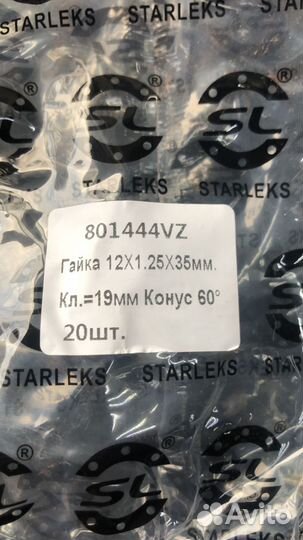 STARLEKS STARLEKS
SL ® SL ®
STARLEKS
801444VZ
Гайка 12X1.25X35мм.
Кл.=19мм Конус 60°
20шт.
STARLEKS STARLEKS STARLEKS
SL ® SL ®
Avito